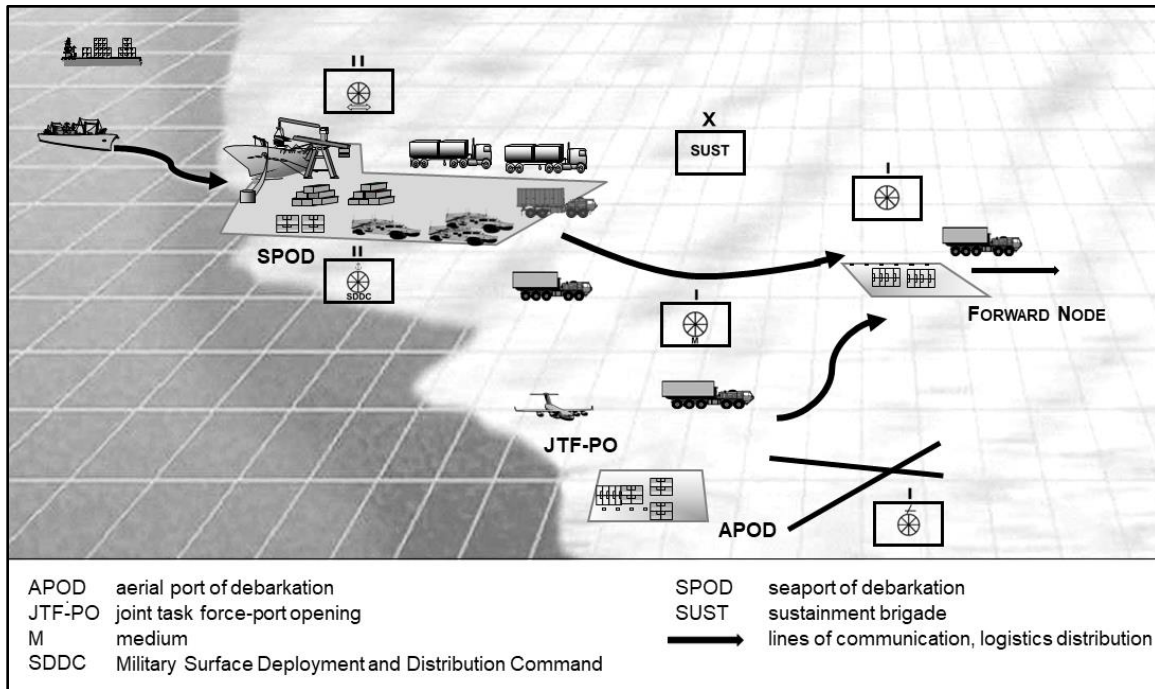 II
X
SUST
I
SPOD
II
SDDC
I
M
FORWARD NODE
JTF-PO
APOD
I
APOD aerial port of debarkation
JTF-PO joint task force-port opening
M medium
SDDC Military Surface Deployment and Distribution Command
SPOD seaport of debarkation
SUST sustainment brigade
lines of communication, logistics distribution